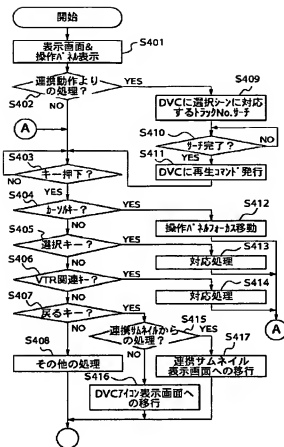 開始
表示画面&
操作パネル表示
S401
連携動作より
の処理?
S402
YES
NO
S409
DVCに選択シーンに対応
するトラックNo.サーチ
A
S410
サーチ完了?
NO
YES
S411
DVCに再生コマンド発行
S403
キー押下?
NO
YES
S404
カーソルキー?
YES
S412
操作パネルフォーカス移動
NO
S405
選択キー?
YES
S413
対応処理
NO
S406
VTR関連キー?
YES
S414
対応処理
NO
S407
戻るキー?
YES
A
NO
S415
連携サムネイルから
の処理?
YES
S417
NO
S408
その他の処理
連携サムネイル
表示画面への移行
S416
DVCアイコン表示画面へ
の移行